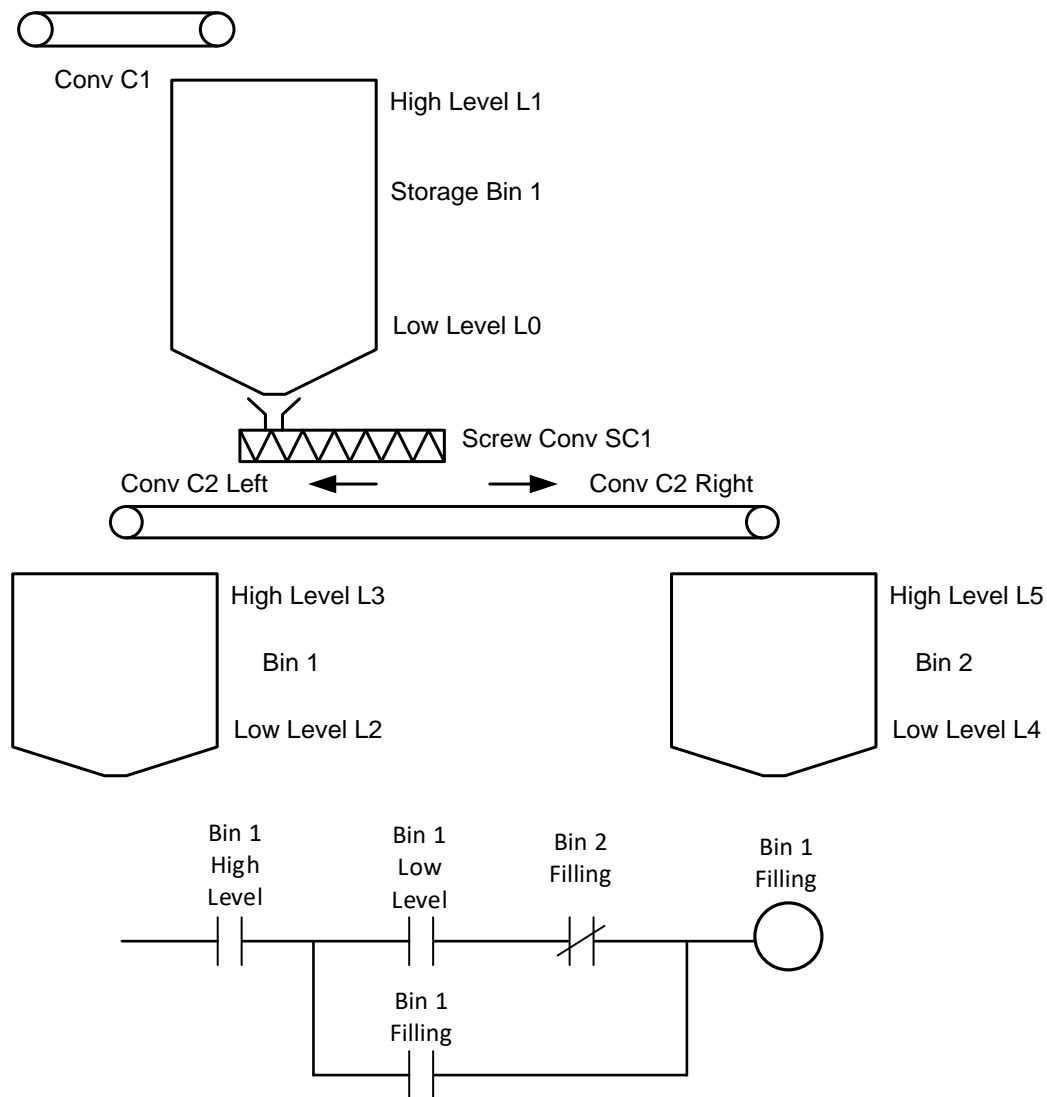 Conv C1
High Level L1
Storage Bin 1
Low Level L0
Screw Conv SC1
Conv C2 Left
Conv C2 Right
High Level L3
Bin 1
Low Level L2
High Level L5
Bin 2
Low Level L4
Bin 1
High
Level
Bin 1
Low
Level
Bin 2
Filling
Bin 1
Filling
Bin 1
Filling